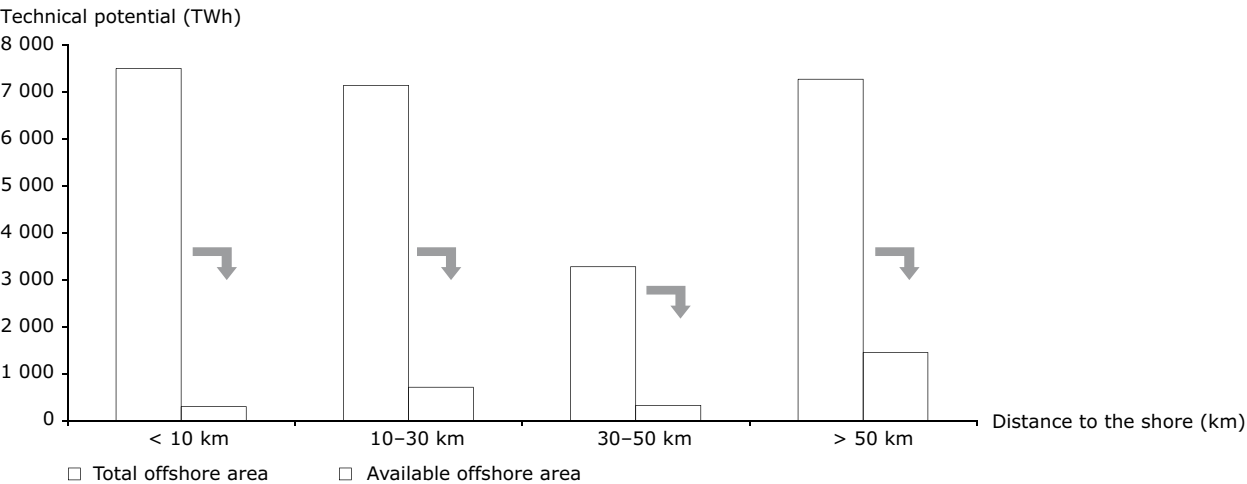 Technical potential (TWh)
8 000
7 000
6 000
5 000
4 000
3 000
2 000
1 000
0
< 10 km
10–30 km
30–50 km
> 50 km
Distance to the shore (km)
Total offshore area
Available offshore area